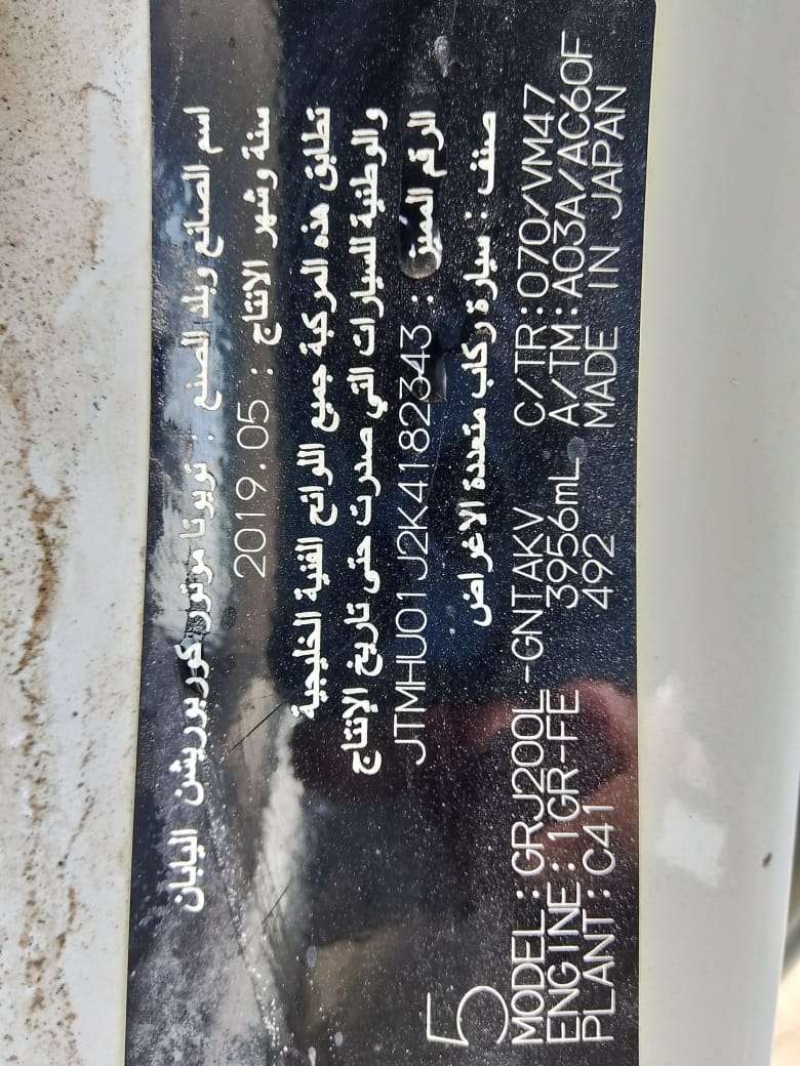 اسم الصانع وبلد الصنع : تويوتا موتور كوربوريشن اليابان
سنة وشهر الانتاج : 2019.05
تطابق هذه المركبة جميع اللوائح الفنية الخليجية
والوطنية للسيارات التي صدرت حتى تاريخ الإنتاج
الرقم المميز : JTMHU01J2K4182343
صنف : سيارة ركاب متعددة الاغراض
5
MODEL:GRJ200L-GNTAKV C/TR:070/VM47
ENGINE:1GR-FE 3956mL A/TM:A03A/AC60F
PLANT:C41 492 MADE IN JAPAN